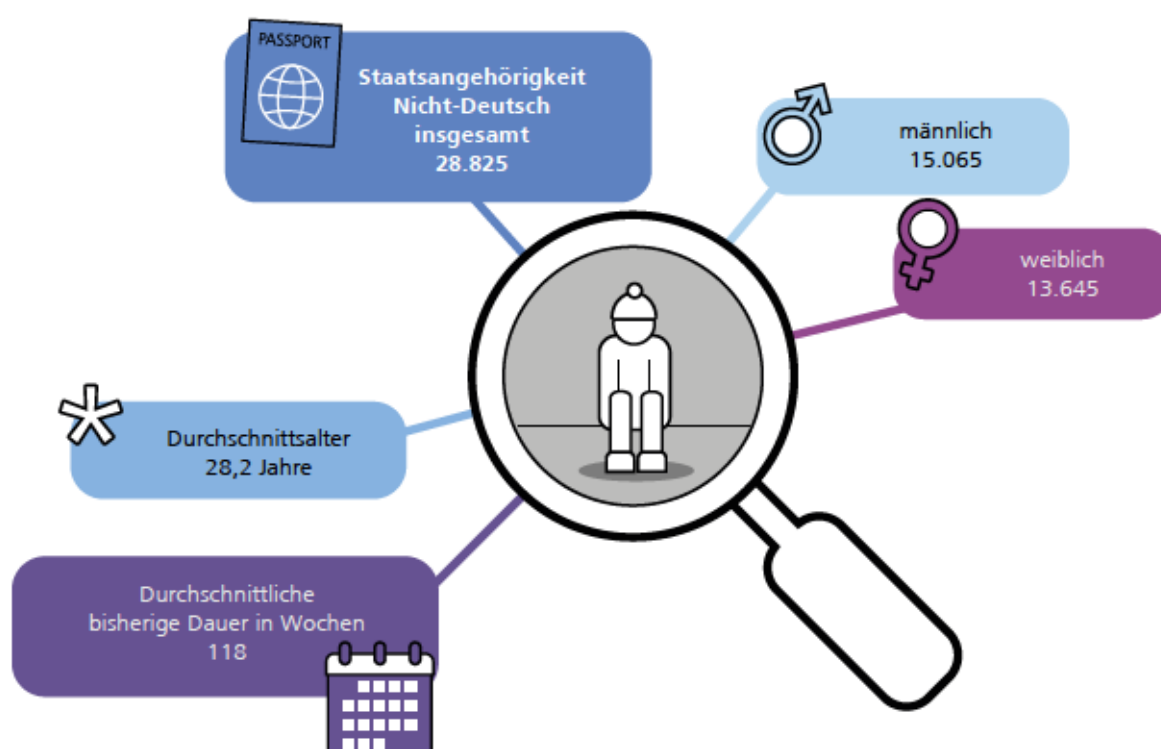 PASSPORT
Staatsangehörigkeit
Nicht-Deutsch
insgesamt
28.825
männlich
15.065
weiblich
13.645
Durchschnittsalter
28,2 Jahre
Durchschnittliche
bisherige Dauer in Wochen
118